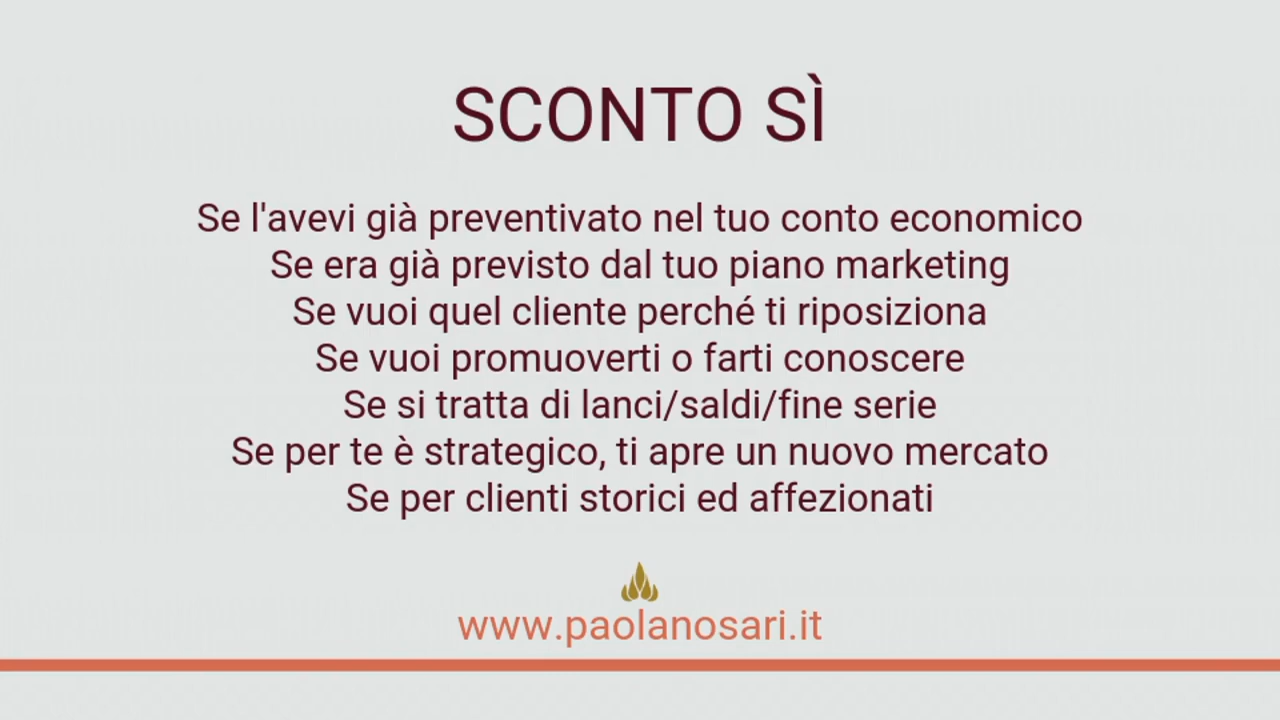 SCONTO SÌ
Se l'avevi già preventivato nel tuo conto economico
Se era già previsto dal tuo piano marketing
Se vuoi quel cliente perché ti riposiziona
Se vuoi promuoverti o farti conoscere
Se si tratta di lanci/saldi/fine serie
Se per te è strategico, ti apre un nuovo mercato
Se per clienti storici ed affezionati
www.paolanosari.it